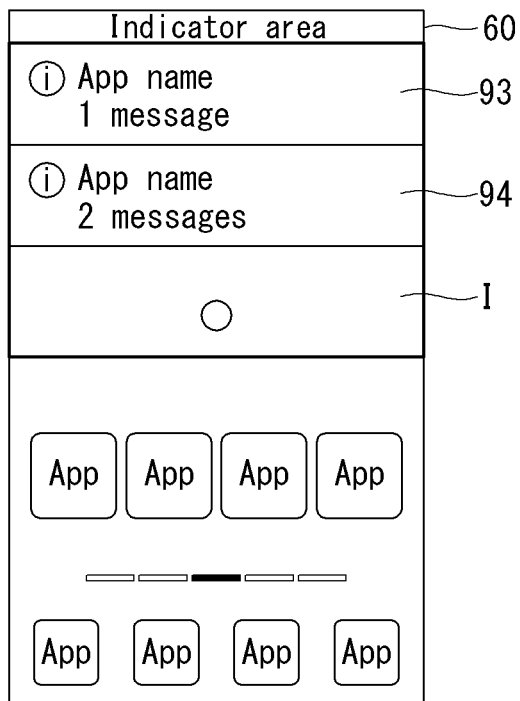 Indicator area 60
ⓘ App name
1 message 93
ⓘ App name
2 messages 94
I
App App App App
App App App App